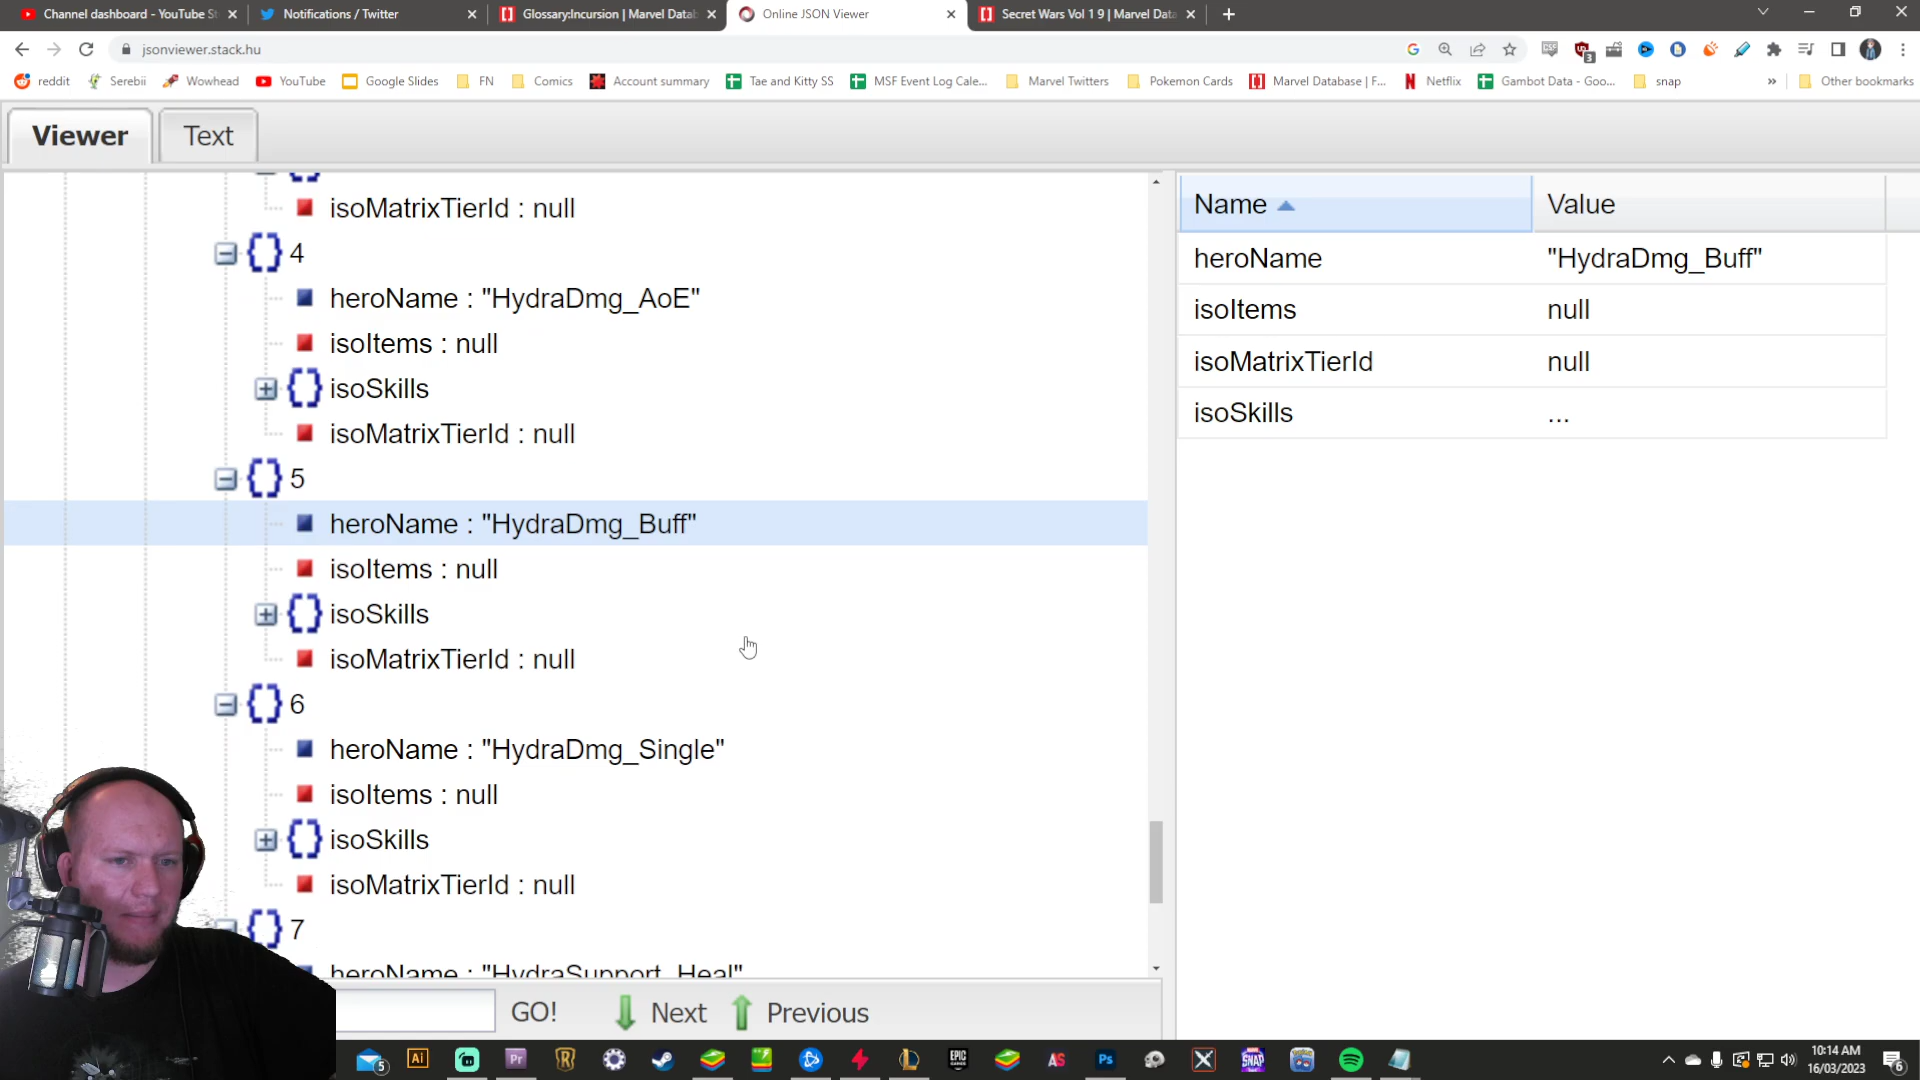 Channel dashboard - YouTube St
Notifications / Twitter
Glossary:Incursion | Marvel Datab
Online JSON Viewer
Secret Wars Vol 1 9 | Marvel Data
jsonviewer.stack.hu
reddit
Serebii
Wowhead
YouTube
Google Slides
FN
Comics
Account summary
Tae and Kitty SS
MSF Event Log Cale...
Marvel Twitters
Pokemon Cards
Marvel Database | F...
Netflix
Gambot Data - Goo...
snap
»
Other bookmarks
Viewer
Text
isoMatrixTierId : null
4
heroName : "HydraDmg_AoE"
isoItems : null
isoSkills
isoMatrixTierId : null
5
heroName : "HydraDmg_Buff"
isoItems : null
isoSkills
isoMatrixTierId : null
6
heroName : "HydraDmg_Single"
isoItems : null
isoSkills
isoMatrixTierId : null
7
heroName : "HydraSupport_Heal"
GO!
Next
Previous
Name
Value
heroName
"HydraDmg_Buff"
isoItems
null
isoMatrixTierId
null
isoSkills
...
10:14 AM
16/03/2023